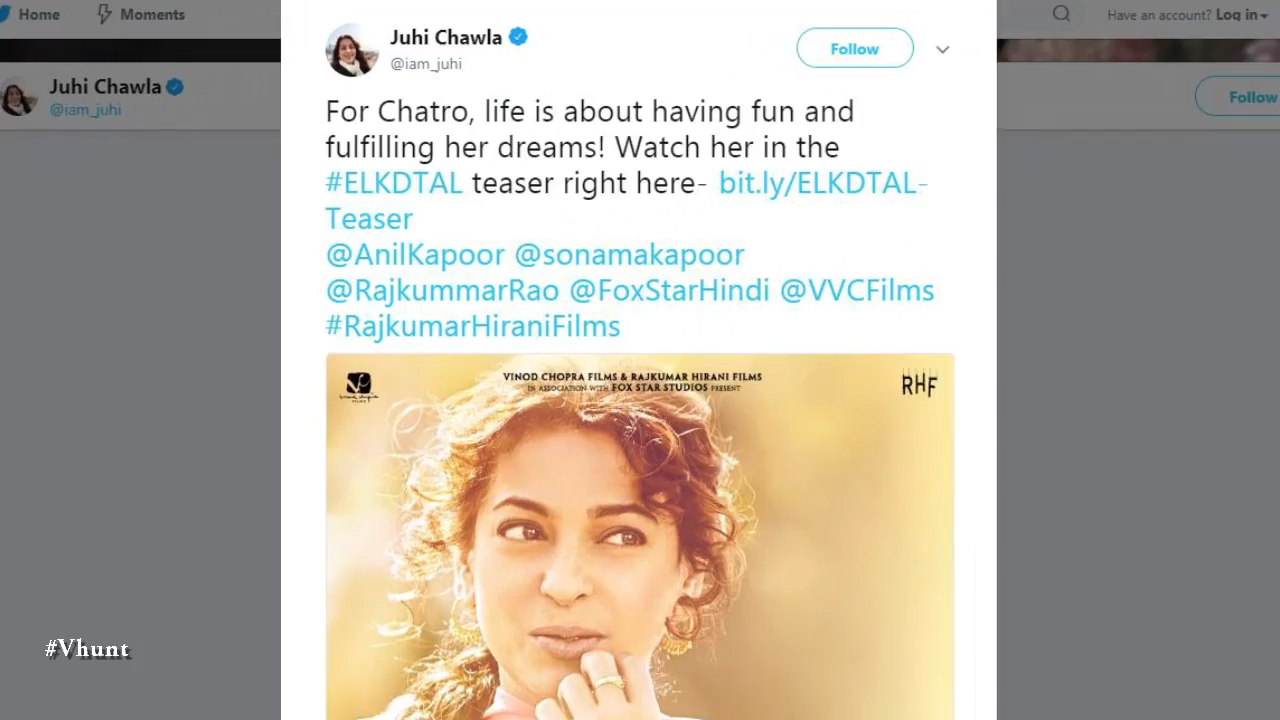 Home Moments Have an account? Log in
Juhi Chawla
@iam_juhi
Follow
Juhi Chawla
@iam_juhi
Follow
For Chatro, life is about having fun and
fulfilling her dreams! Watch her in the
#ELKDTAL teaser right here- bit.ly/ELKDTAL-
Teaser
@AnilKapoor @sonamakapoor
@RajkummarRao @FoxStarHindi @VVCFilms
#RajkumarHiraniFilms
VINOD CHOPRA FILMS & RAJKUMAR HIRANI FILMS
IN ASSOCIATION WITH FOX STAR STUDIOS PRESENT
RHF
#Vhunt